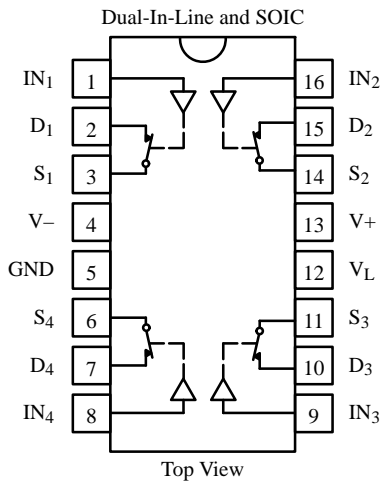 Dual-In-Line and SOIC
IN1 1 16 IN2
D1 2 15 D2
S1 3 14 S2
V– 4 13 V+
GND 5 12 VL
S4 6 11 S3
D4 7 10 D3
IN4 8 9 IN3
Top View